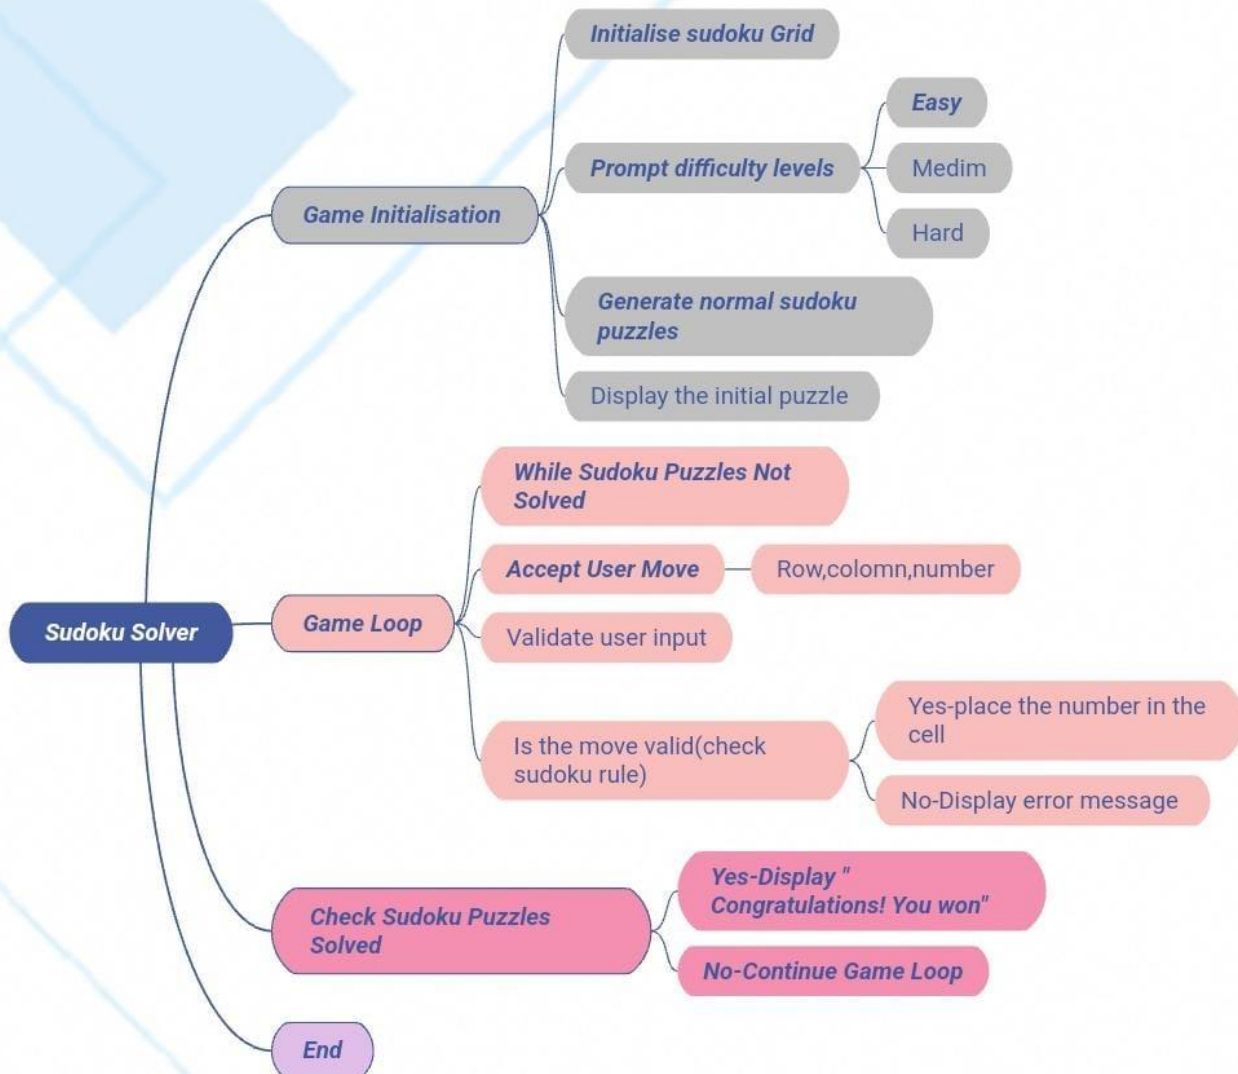 Initialise sudoku Grid
Easy
Prompt difficulty levels
Medim
Hard
Game Initialisation
Generate normal sudoku
puzzles
Display the initial puzzle
While Sudoku Puzzles Not
Solved
Accept User Move
Row,colomn,number
Game Loop
Sudoku Solver
Validate user input
Is the move valid(check
sudoku rule)
Yes-place the number in the
cell
No-Display error message
Check Sudoku Puzzles
Solved
Yes-Display "
Congratulations! You won"
No-Continue Game Loop
End